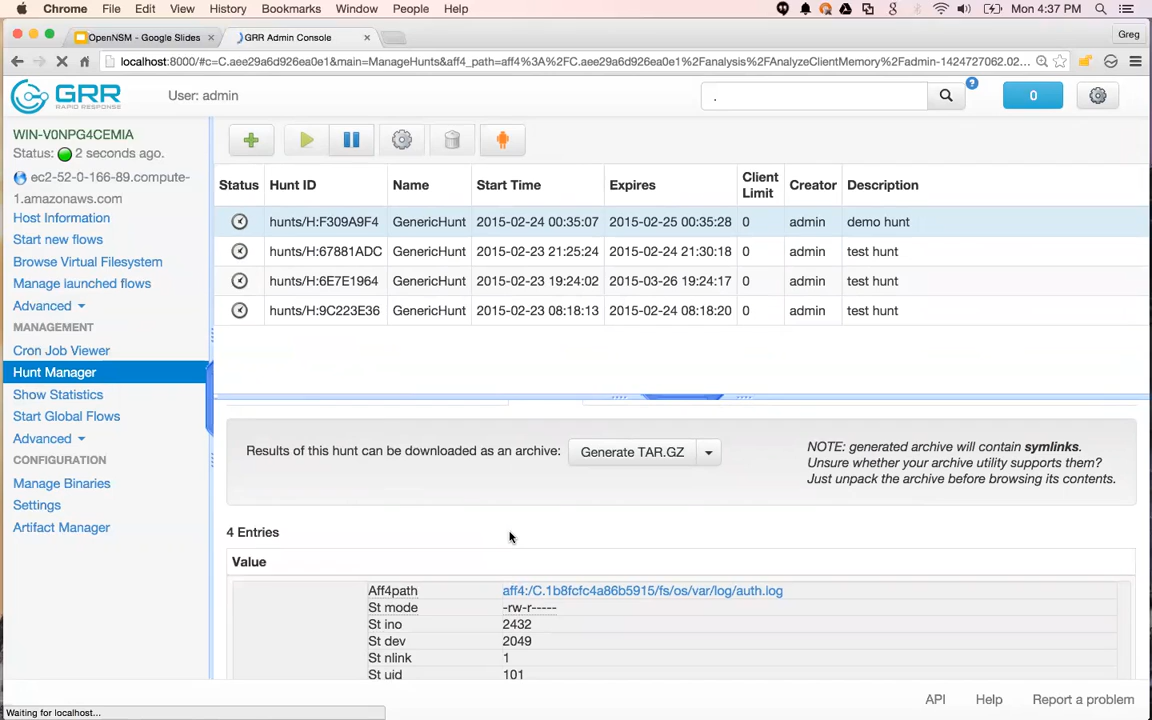 Chrome File Edit View History Bookmarks Window People Help Mon 4:37 PM
OpenNSM - Google Slides
GRR Admin Console
Greg
localhost:8000/#c=C.aee29a6d926ea0e1&main=ManageHunts&aff4_path=aff4%3A%2FC.aee29a6d926ea0e1%2Fanalysis%2FAnalyzeClientMemory%2Fadmin-1424727062.02...
GRR
RAPID RESPONSE
User: admin
.
?
0
WIN-V0NPG4CEMIA
Status: 2 seconds ago.
ec2-52-0-166-89.compute-
1.amazonaws.com
Host Information
Start new flows
Browse Virtual Filesystem
Manage launched flows
Advanced
MANAGEMENT
Cron Job Viewer
Hunt Manager
Show Statistics
Start Global Flows
Advanced
CONFIGURATION
Manage Binaries
Settings
Artifact Manager
Status Hunt ID Name Start Time Expires Client Limit Creator Description
hunts/H:F309A9F4 GenericHunt 2015-02-24 00:35:07 2015-02-25 00:35:28 0 admin demo hunt
hunts/H:67881ADC GenericHunt 2015-02-23 21:25:24 2015-02-24 21:30:18 0 admin test hunt
hunts/H:6E7E1964 GenericHunt 2015-02-23 19:24:02 2015-03-26 19:24:17 0 admin test hunt
hunts/H:9C223E36 GenericHunt 2015-02-23 08:18:13 2015-02-24 08:18:20 0 admin test hunt
Results of this hunt can be downloaded as an archive: Generate TAR.GZ
NOTE: generated archive will contain symlinks.
Unsure whether your archive utility supports them?
Just unpack the archive before browsing its contents.
4 Entries
Value
Aff4path aff4:/C.1b8fcfc4a86b5915/fs/os/var/log/auth.log
St mode -rw-r-----
St ino 2432
St dev 2049
St nlink 1
St uid 101
API Help Report a problem
Waiting for localhost...